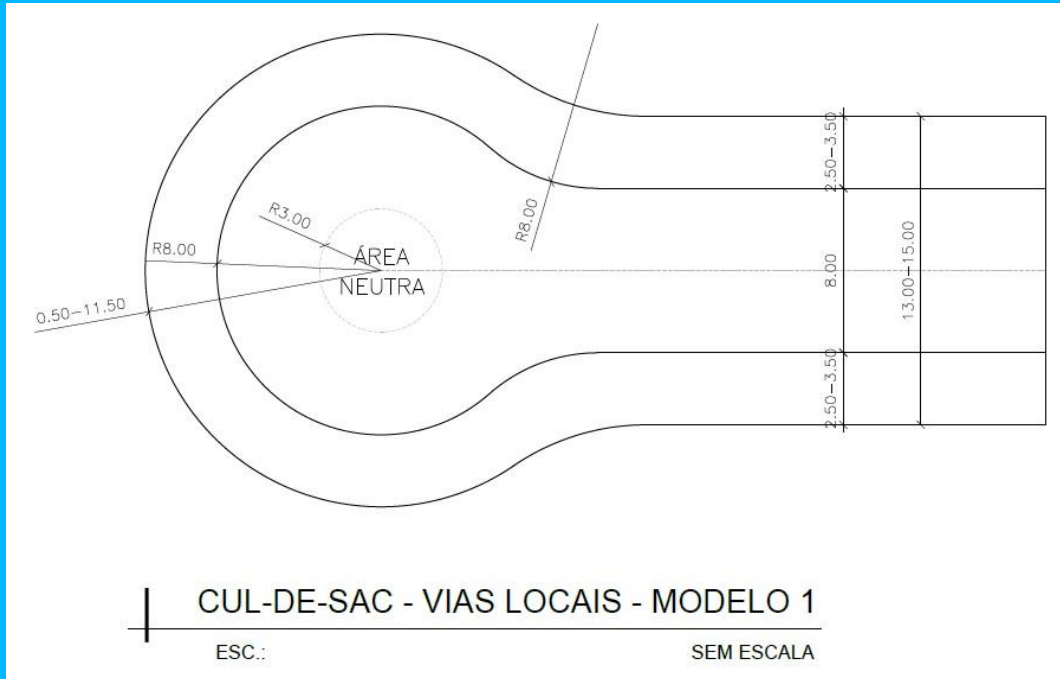 R3.00
R8.00
0.50-11.50
ÁREA
NEUTRA
R8.00
2.50-3.50
8.00
13.00-15.00
2.50-3.50
CUL-DE-SAC - VIAS LOCAIS - MODELO 1
ESC.: SEM ESCALA